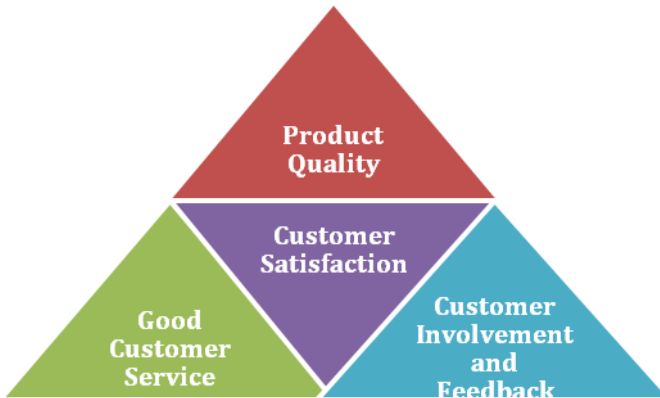 Product
Quality
Customer
Satisfaction
Good
Customer
Service
Customer
Involvement
and
Feedback